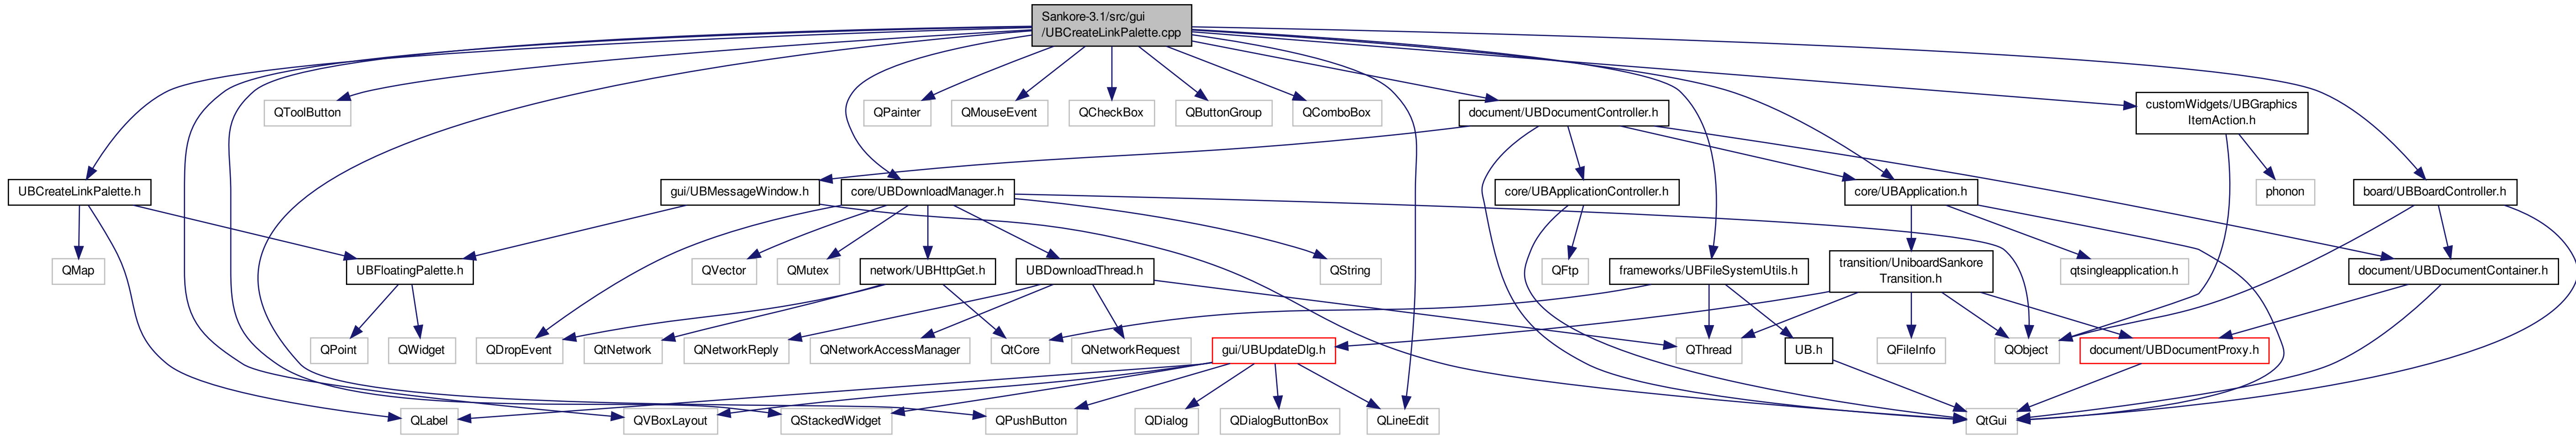 Sankore-3.1/src/gui
/UBCreateLinkPalette.cpp
QToolButton
QPainter
QMouseEvent
QCheckBox
QButtonGroup
QComboBox
document/UBDocumentController.h
customWidgets/UBGraphics
ItemAction.h
UBCreateLinkPalette.h
gui/UBMessageWindow.h
core/UBDownloadManager.h
core/UBApplicationController.h
core/UBApplication.h
phonon
board/UBBoardController.h
QMap
UBFloatingPalette.h
QVector
QMutex
network/UBHttpGet.h
UBDownloadThread.h
QString
QFtp
frameworks/UBFileSystemUtils.h
transition/UniboardSankore
Transition.h
qtsingleapplication.h
document/UBDocumentContainer.h
QPoint
QWidget
QDropEvent
QtNetwork
QNetworkReply
QNetworkAccessManager
QtCore
QNetworkRequest
gui/UBUpdateDlg.h
QThread
UB.h
QFileInfo
QObject
document/UBDocumentProxy.h
QLabel
QVBoxLayout
QStackedWidget
QPushButton
QDialog
QDialogButtonBox
QLineEdit
QtGui